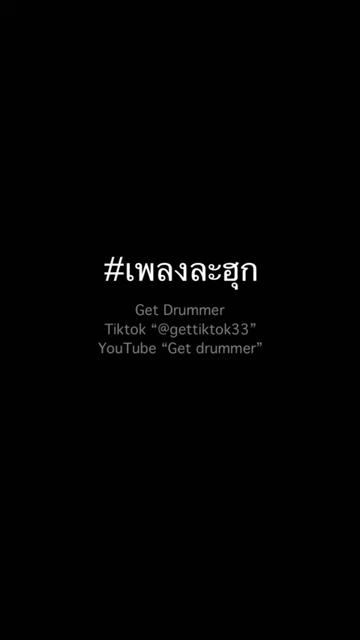 #เพลงละฮุก
Get Drummer
Tiktok “@gettiktok33”
YouTube “Get drummer”